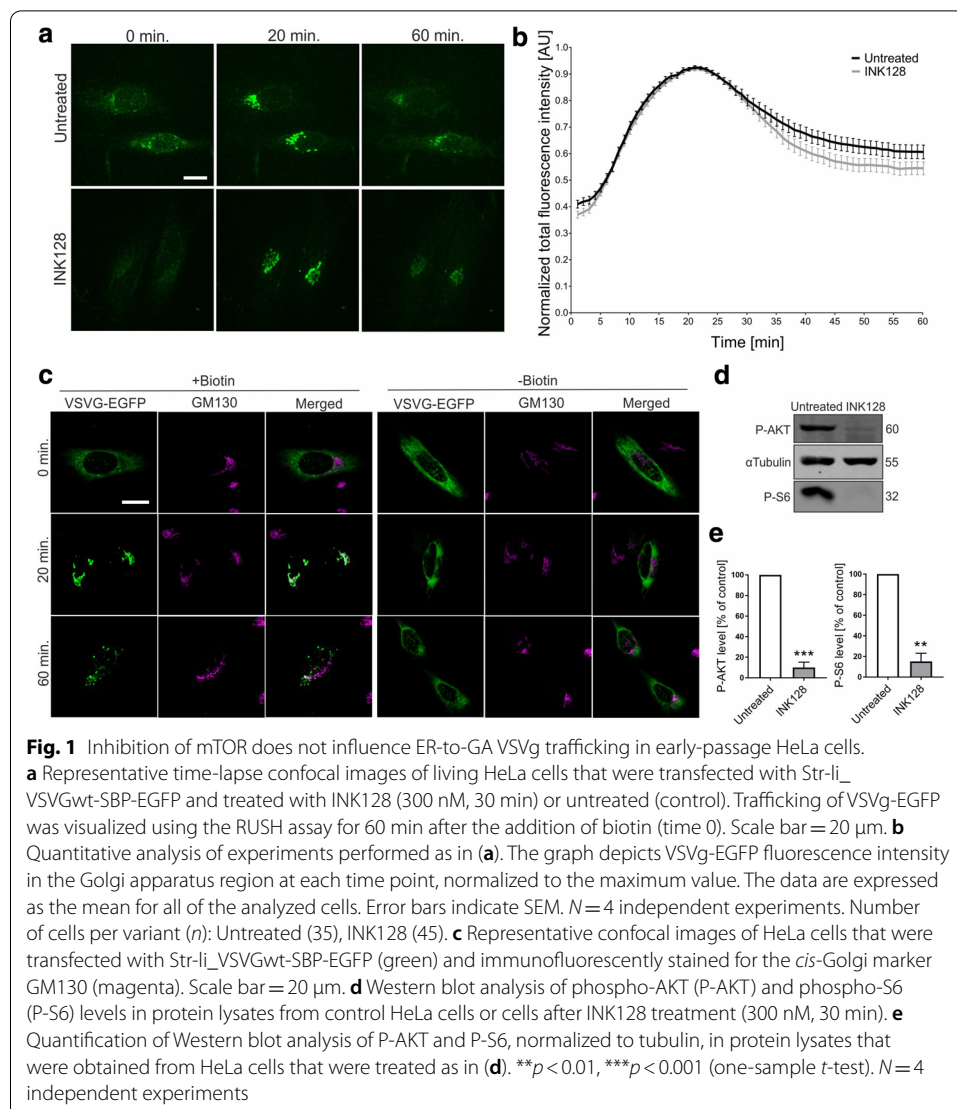 a
0 min. 20 min. 60 min.
Untreated
INK128
b
Normalized total fluorescence intensity [AU]
1.0
0.9
0.8
0.7
0.6
0.5
0.4
0.3
0.2
0.1
0
0 5 10 15 20 25 30 35 40 45 50 55 60
Time [min]
Untreated
INK128
c
+Biotin -Biotin
VSVG-EGFP GM130 Merged VSVG-EGFP GM130 Merged
0 min.
20 min.
60 min.
d
Untreated INK128
P-AKT 60
αTubulin 55
P-S6 32
e
P-AKT level [% of control]
100
80
60
40
20
0
***
Untreated
INK128
P-S6 level [% of control]
100
80
60
40
20
0
**
Untreated
INK128
Fig. 1 Inhibition of mTOR does not influence ER-to-GA VSVg trafficking in early-passage HeLa cells.
a Representative time-lapse confocal images of living HeLa cells that were transfected with Str-li_
VSVGwt-SBP-EGFP and treated with INK128 (300 nM, 30 min) or untreated (control). Trafficking of VSVg-EGFP
was visualized using the RUSH assay for 60 min after the addition of biotin (time 0). Scale bar = 20 μm. b
Quantitative analysis of experiments performed as in (a). The graph depicts VSVg-EGFP fluorescence intensity
in the Golgi apparatus region at each time point, normalized to the maximum value. The data are expressed
as the mean for all of the analyzed cells. Error bars indicate SEM. N = 4 independent experiments. Number
of cells per variant (n): Untreated (35), INK128 (45). c Representative confocal images of HeLa cells that were
transfected with Str-li_VSVGwt-SBP-EGFP (green) and immunofluorescently stained for the cis-Golgi marker
GM130 (magenta). Scale bar = 20 μm. d Western blot analysis of phospho-AKT (P-AKT) and phospho-S6
(P-S6) levels in protein lysates from control HeLa cells or cells after INK128 treatment (300 nM, 30 min). e
Quantification of Western blot analysis of P-AKT and P-S6, normalized to tubulin, in protein lysates that
were obtained from HeLa cells that were treated as in (d). **p < 0.01, ***p < 0.001 (one-sample t-test). N = 4
independent experiments